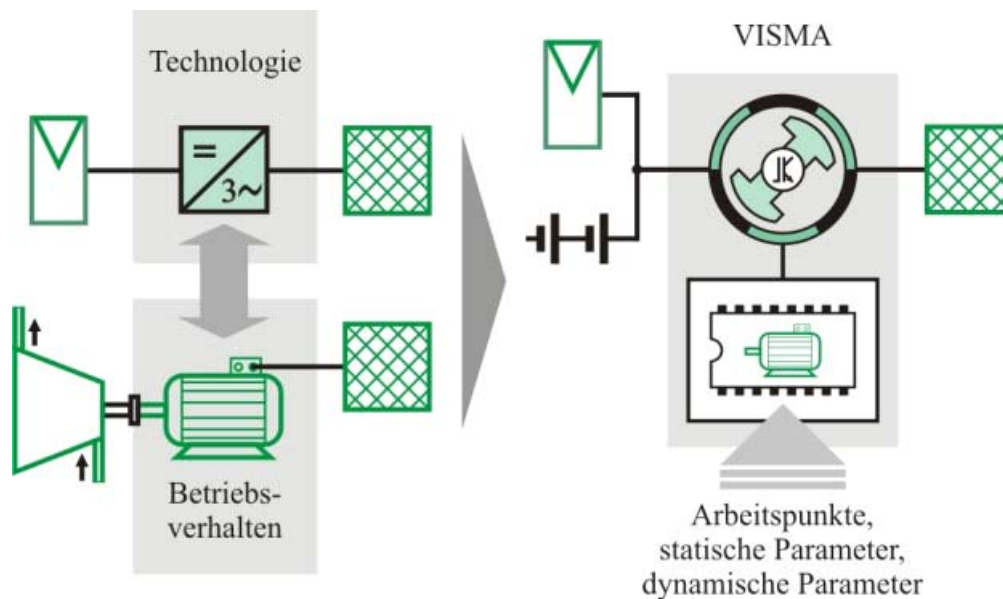 Technologie
=
3~
Betriebs-
verhalten
VISMA
Arbeitspunkte,
statische Parameter,
dynamische Parameter